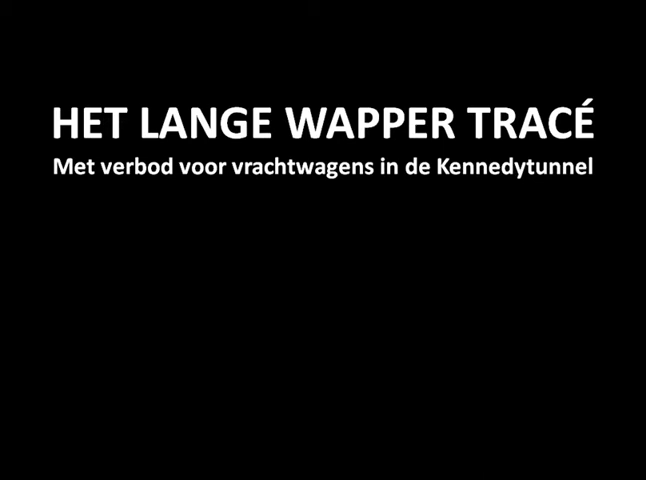 HET LANGE WAPPER TRACÉ
Met verbod voor vrachtwagens in de Kennedytunnel